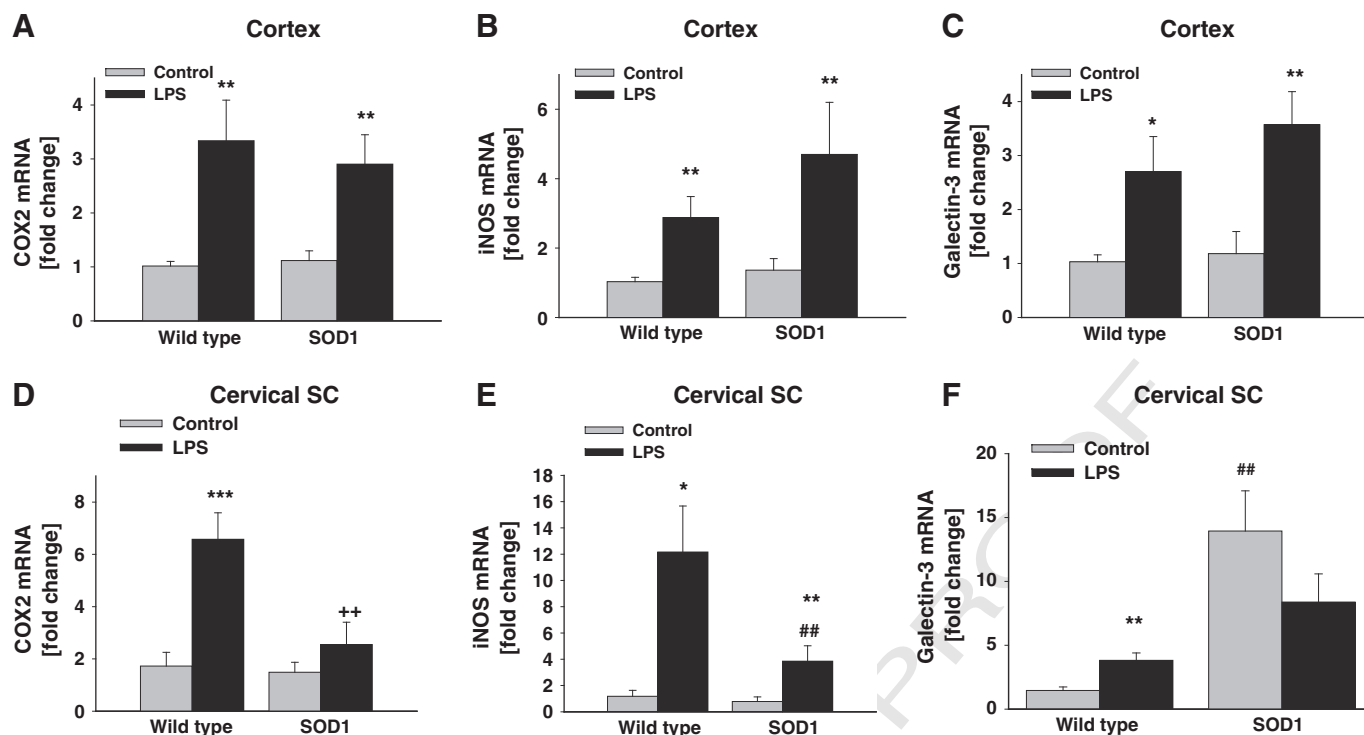 A
Cortex
Control
LPS
COX2 mRNA
[fold change]
4
3
2
1
0
**
**
Wild type
SOD1
B
Cortex
Control
LPS
iNOS mRNA
[fold change]
6
4
2
0
**
**
Wild type
SOD1
C
Cortex
Control
LPS
Galectin-3 mRNA
[fold change]
4
3
2
1
0
*
**
Wild type
SOD1
D
Cervical SC
Control
LPS
COX2 mRNA
[fold change]
8
6
4
2
0
***
++
Wild type
SOD1
E
Cervical SC
Control
LPS
iNOS mRNA
[fold change]
18
16
14
12
10
8
6
4
2
0
*
**
##
Wild type
SOD1
F
Cervical SC
Control
LPS
Galectin-3 mRNA
[fold change]
20
15
10
5
0
**
##
Wild type
SOD1
PROOF